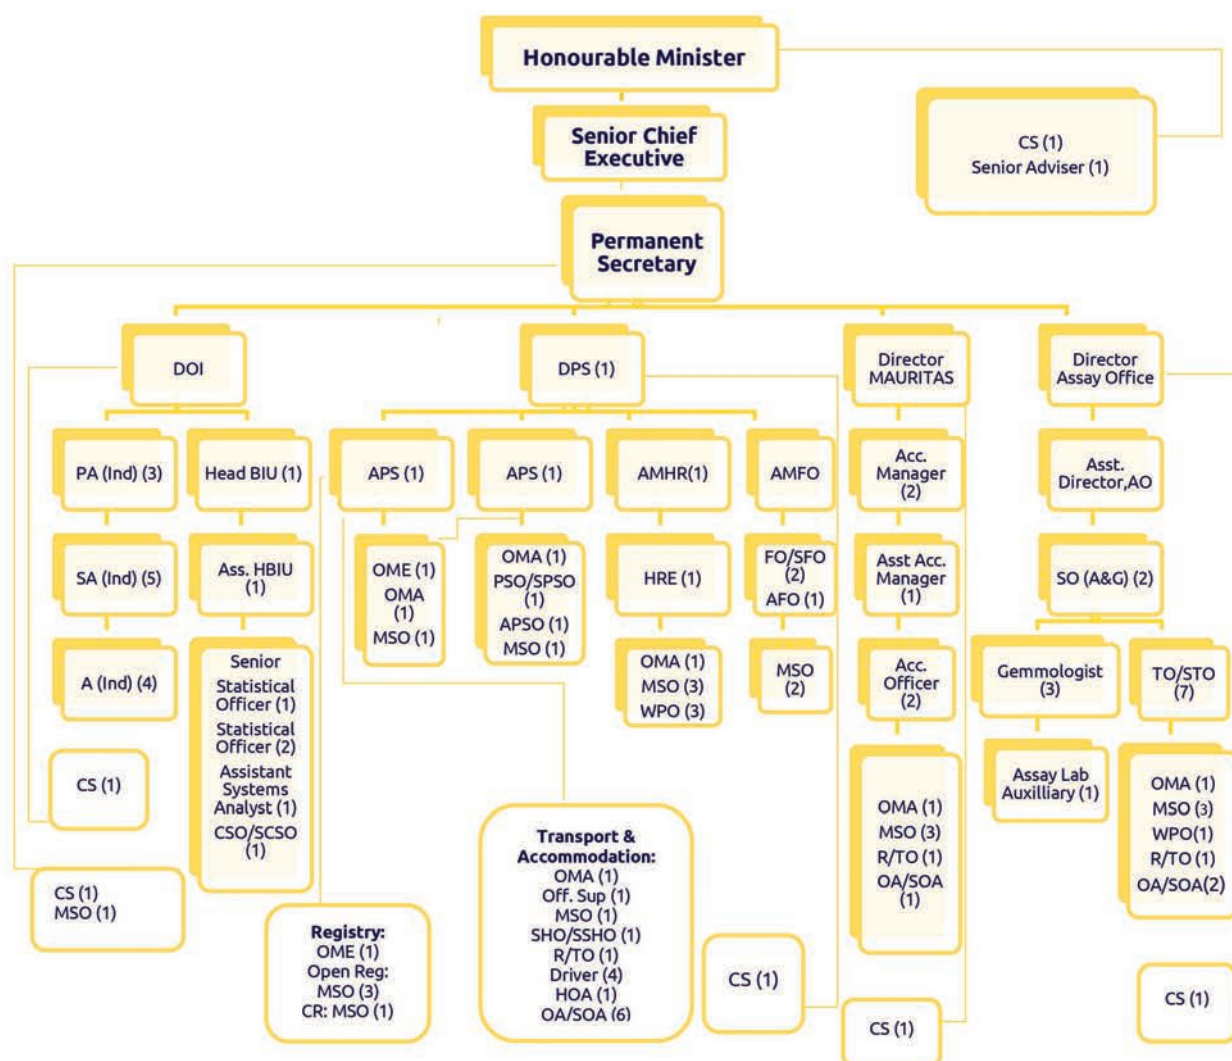 Honourable Minister
CS (1)
Senior Adviser (1)
Senior Chief
Executive
Permanent
Secretary
DOI
DPS (1)
Director
MAURITAS
Director
Assay Office
PA (Ind) (3)
Head BIU (1)
APS (1)
APS (1)
AMHR(1)
AMFO
Acc.
Manager
(2)
Asst.
Director,AO
SA (Ind) (5)
Ass. HBIU
(1)
OME (1)
OMA
(1)
MSO (1)
OMA (1)
PSO/SPSO
(1)
APSO (1)
MSO (1)
HRE (1)
FO/SFO
(2)
AFO (1)
Asst Acc.
Manager
(1)
SO (A&G) (2)
A (Ind) (4)
Senior
Statistical
Officer (1)
Statistical
Officer (2)
Assistant
Systems
Analyst (1)
CSO/SCSO
(1)
OMA (1)
MSO (3)
WPO (3)
MSO
(2)
Acc.
Officer
(2)
Gemmologist
(3)
TO/STO
(7)
CS (1)
OMA (1)
MSO (3)
R/TO (1)
OA/SOA
(1)
Assay Lab
Auxilliary (1)
OMA (1)
MSO (3)
WPO(1)
R/TO (1)
OA/SOA(2)
CS (1)
MSO (1)
Registry:
OME (1)
Open Reg:
MSO (3)
CR: MSO (1)
Transport &
Accommodation:
OMA (1)
Off. Sup (1)
MSO (1)
SHO/SSHO (1)
R/TO (1)
Driver (4)
HOA (1)
OA/SOA (6)
CS (1)
CS (1)
CS (1)